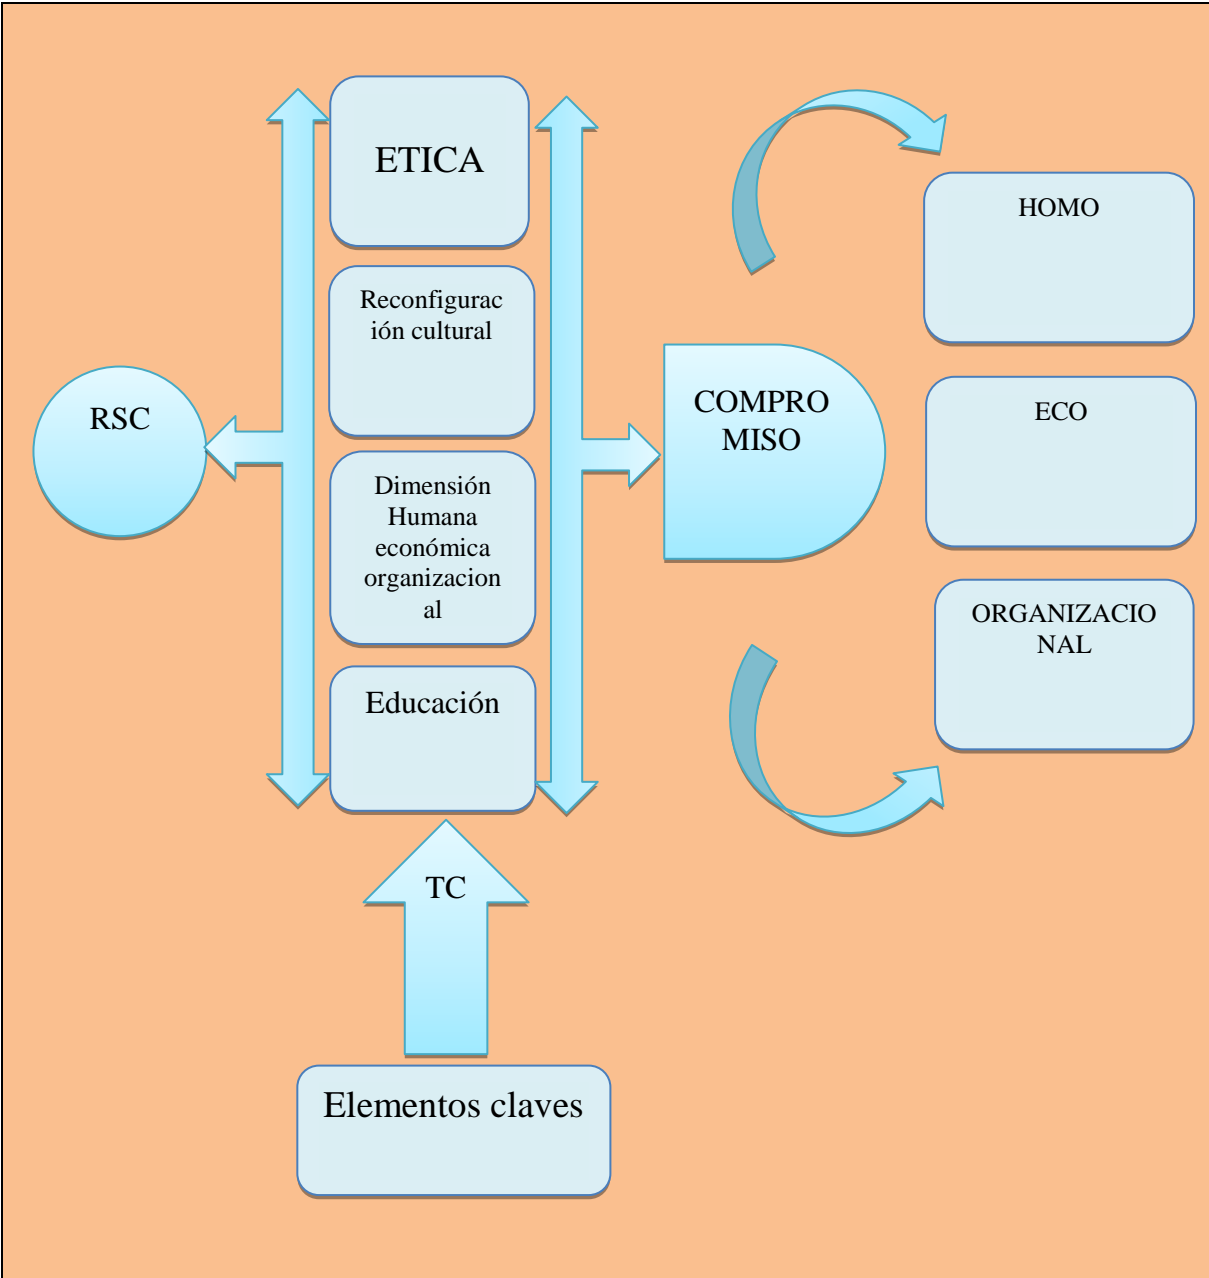 ETICA
Reconfigurac
ión cultural
Dimensión
Humana
económica
organizacion
al
Educación
RSC
COMPRO
MISO
HOMO
ECO
ORGANIZACIO
NAL
TC
Elementos claves